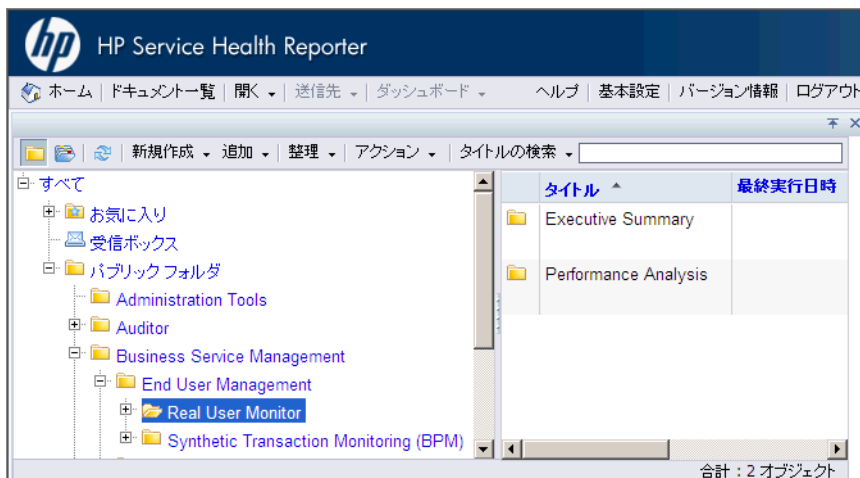 hp HP Service Health Reporter
ホーム ドキュメント一覧 開く 送信先 ダッシュボード ヘルプ 基本設定 バージョン情報 ログアウト
新規作成 追加 整理 アクション タイトルの検索
すべて
お気に入り
受信ボックス
パブリック フォルダ
Administration Tools
Auditor
Business Service Management
End User Management
Real User Monitor
Synthetic Transaction Monitoring (BPM)
タイトル 最終実行日時
Executive Summary
Performance Analysis
合計：2 オブジェクト